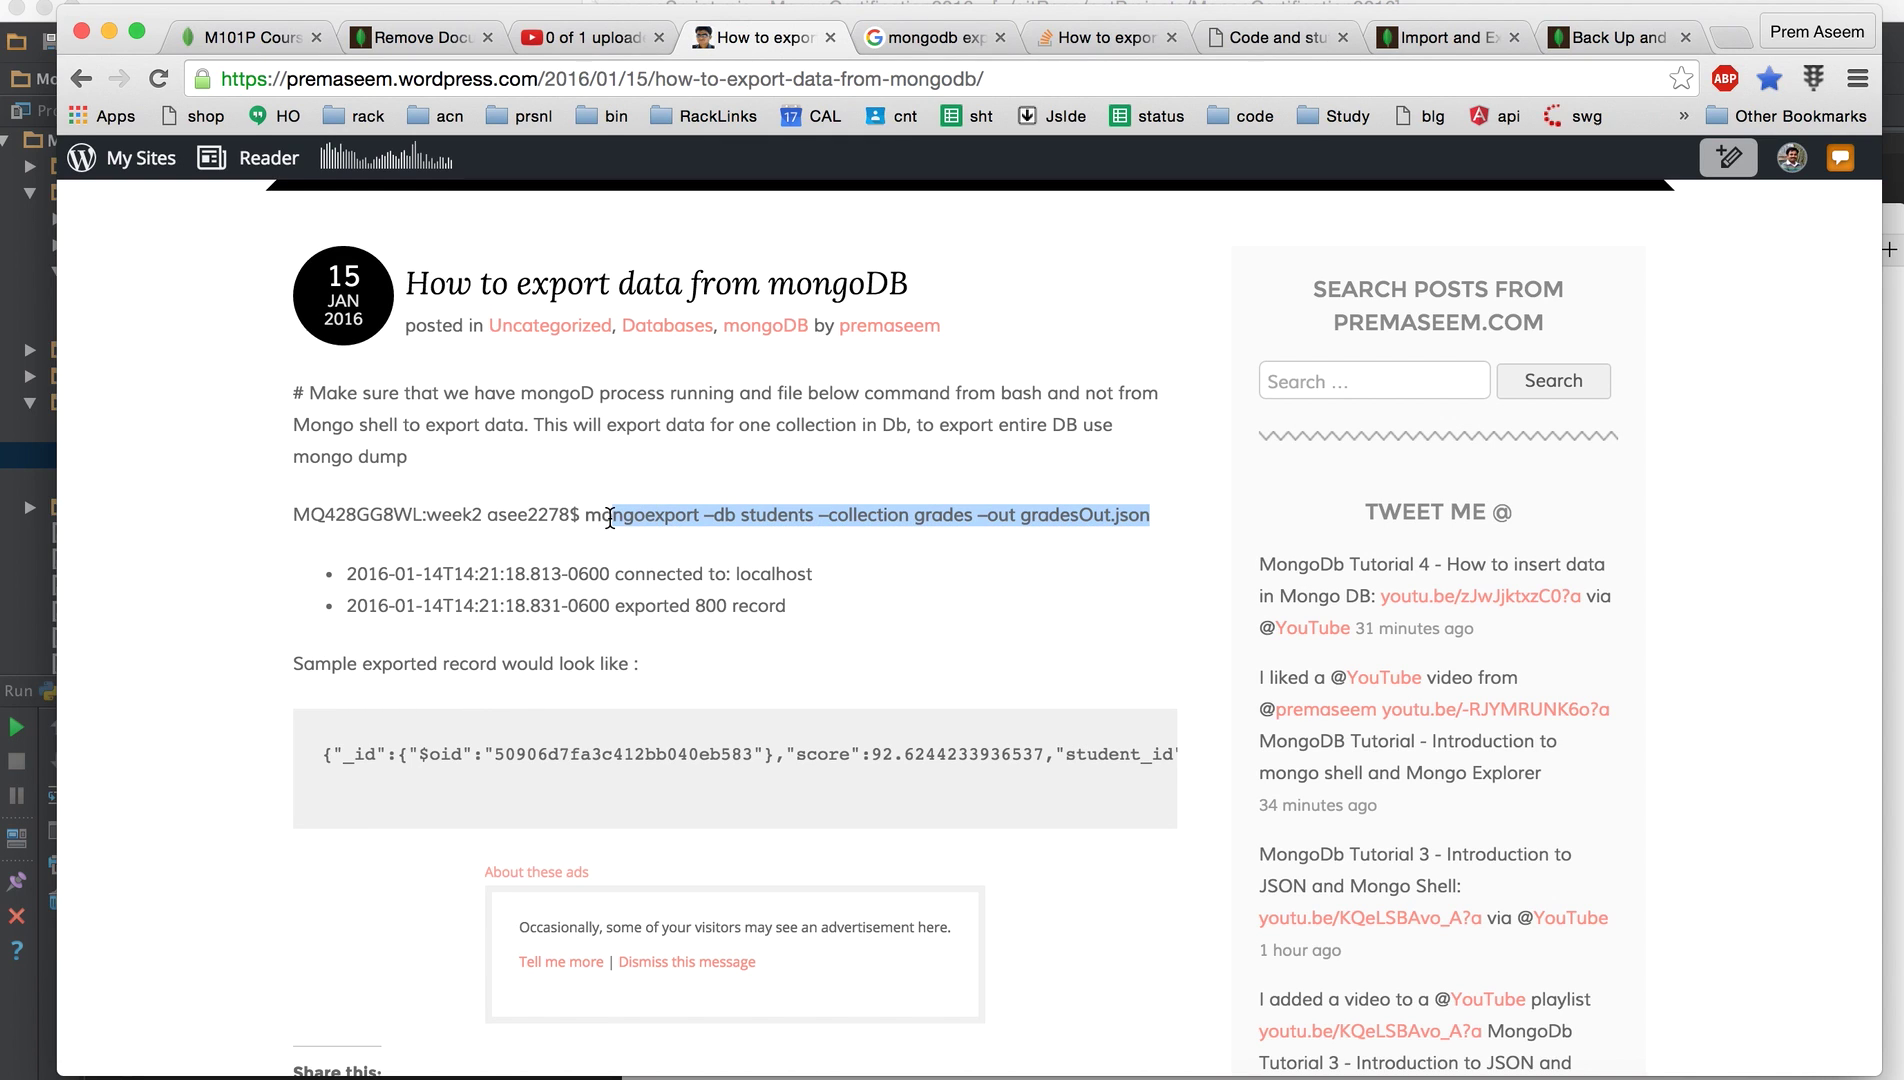 M101P Cours
Remove Docu
0 of 1 upload
How to expor
mongodb exp
How to expor
Code and stu
Import and Ex
Back Up and
Prem Aseem
https://premaseem.wordpress.com/2016/01/15/how-to-export-data-from-mongodb/
ABP
Apps
shop
HO
rack
acn
prsnl
bin
RackLinks
17 CAL
cnt
sht
JsIde
status
code
Study
blg
api
swg
»
Other Bookmarks
My Sites
Reader
15
JAN
2016
How to export data from mongoDB
posted in Uncategorized, Databases, mongoDB by premaseem
# Make sure that we have mongoD process running and file below command from bash and not from
Mongo shell to export data. This will export data for one collection in Db, to export entire DB use
mongo dump
MQ428GG8WL:week2 asee2278$ mongoexport –db students –collection grades –out gradesOut.json
• 2016-01-14T14:21:18.813-0600 connected to: localhost
• 2016-01-14T14:21:18.831-0600 exported 800 record
Sample exported record would look like :
{"_id":{"$oid":"50906d7fa3c412bb040eb583"},"score":92.6244233936537,"student_id"
About these ads
Occasionally, some of your visitors may see an advertisement here.
Tell me more | Dismiss this message
Share this:
SEARCH POSTS FROM
PREMASEEM.COM
Search …
Search
TWEET ME @
MongoDb Tutorial 4 - How to insert data
in Mongo DB: youtu.be/zJwJjktxzC0?a via
@YouTube 31 minutes ago
I liked a @YouTube video from
@premaseem youtu.be/-RJYMRUNK6o?a
MongoDB Tutorial - Introduction to
mongo shell and Mongo Explorer
34 minutes ago
MongoDb Tutorial 3 - Introduction to
JSON and Mongo Shell:
youtu.be/KQeLSBAvo_A?a via @YouTube
1 hour ago
I added a video to a @YouTube playlist
youtu.be/KQeLSBAvo_A?a MongoDb
Tutorial 3 - Introduction to JSON and
Run